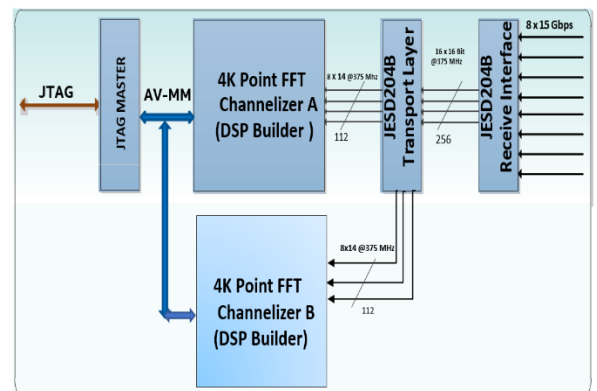 JTAG
JTAG MASTER
AV-MM
4K Point FFT
Channelizer A
(DSP Builder )
8 x 14 @375 Mhz
112
JESD204B
Transport Layer
16 x 16 Bit
@375 MHz
256
JESD204B
Receive Interface
8 x 15 Gbps
4K Point FFT
Channelizer B
(DSP Builder)
8x14 @375 MHz
112